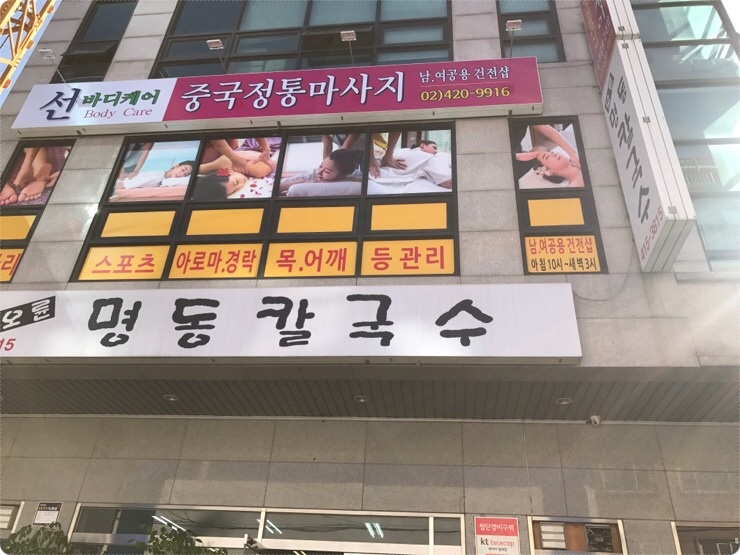 선 바디케어 중국정통마사지 남.여공용 건전샵
Body Care 02)420-9916
스포츠 아로마.경락 목.어깨 등관리 남.여공용건전샵
아침10시~새벽3시
명동칼국수
15
kt telecop